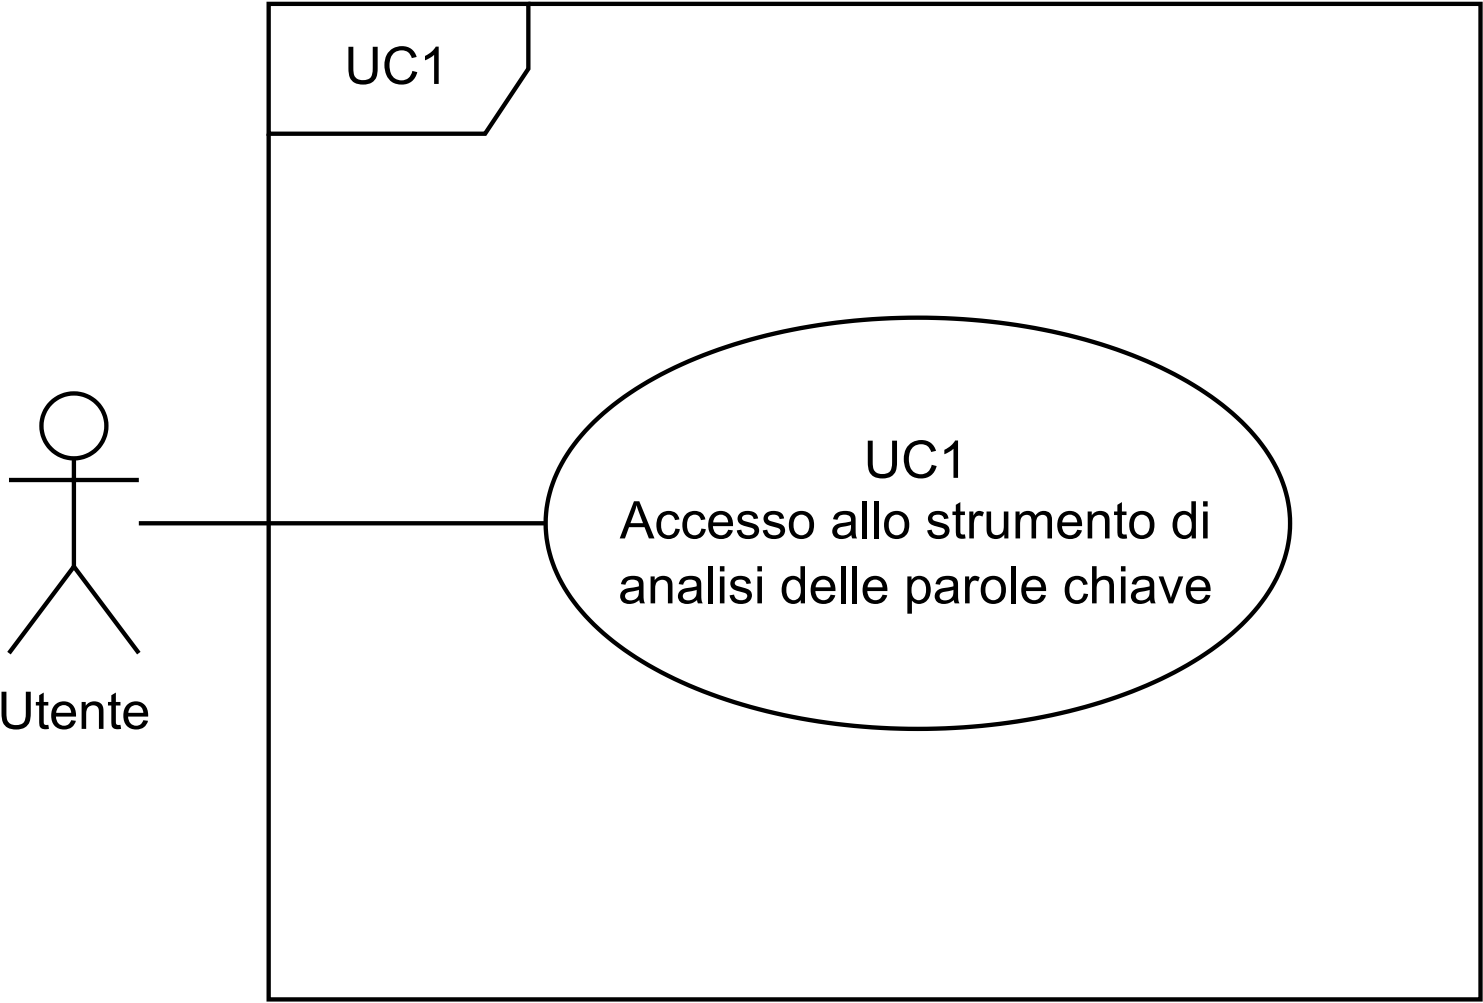 UC1
UC1
Accesso allo strumento di
analisi delle parole chiave
Utente